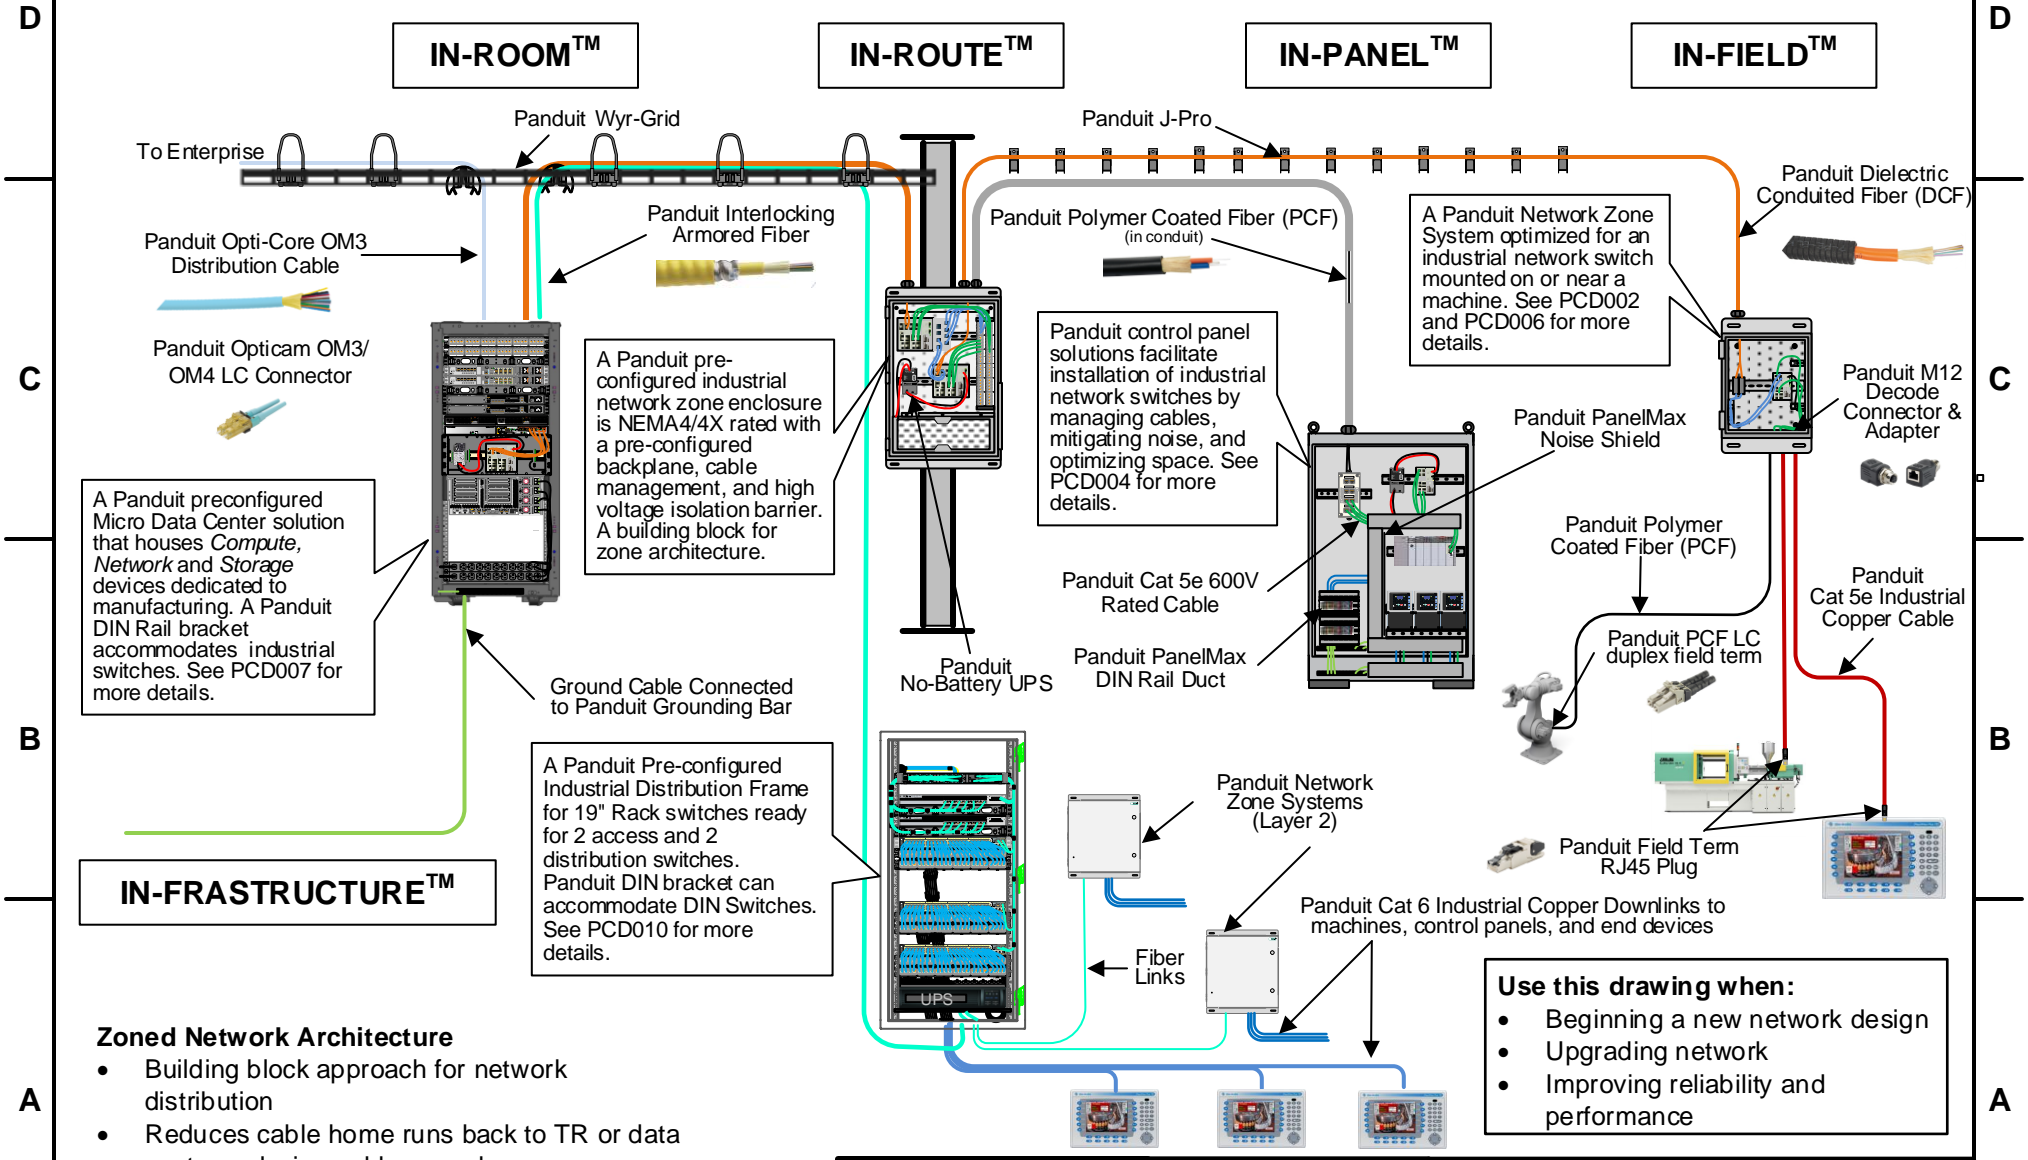 D
D
IN-ROOM™
IN-ROUTE™
IN-PANEL™
IN-FIELD™
Panduit Wyr-Grid
Panduit J-Pro
To Enterprise
Panduit Opti-Core OM3
Distribution Cable
Panduit Interlocking
Armored Fiber
Panduit Polymer Coated Fiber (PCF)
(in conduit)
A Panduit Network Zone
System optimized for an
industrial network switch
mounted on or near a
machine. See PCD002
and PCD006 for more
details.
Panduit Dielectric
Conduited Fiber (DCF)
C
C
Panduit Opticam OM3/
OM4 LC Connector
A Panduit pre-
configured industrial
network zone enclosure
is NEMA4/4X rated with
a pre-configured
backplane, cable
management, and high
voltage isolation barrier.
A building block for
zone architecture.
Panduit control panel
solutions facilitate
installation of industrial
network switches by
managing cables,
mitigating noise, and
optimizing space. See
PCD004 for more
details.
Panduit PanelMax
Noise Shield
Panduit M12
Decode
Connector &
Adapter
A Panduit preconfigured
Micro Data Center solution
that houses Compute,
Network and Storage
devices dedicated to
manufacturing. A Panduit
DIN Rail bracket
accommodates industrial
switches. See PCD007 for
more details.
Panduit Cat 5e 600V
Rated Cable
Panduit PanelMax
DIN Rail Duct
Panduit
No-Battery UPS
Panduit Polymer
Coated Fiber (PCF)
Panduit
Cat 5e Industrial
Copper Cable
Panduit PCF LC
duplex field term
Ground Cable Connected
to Panduit Grounding Bar
B
B
A Panduit Pre-configured
Industrial Distribution Frame
for 19" Rack switches ready
for 2 access and 2
distribution switches.
Panduit DIN bracket can
accommodate DIN Switches.
See PCD010 for more
details.
UPS
Panduit Network
Zone Systems
(Layer 2)
Panduit Field Term
RJ45 Plug
IN-FRASTRUCTURE™
Panduit Cat 6 Industrial Copper Downlinks to
machines, control panels, and end devices
Fiber
Links
Use this drawing when:
• Beginning a new network design
• Upgrading network
• Improving reliability and
performance
Zoned Network Architecture
• Building block approach for network
distribution
• Reduces cable home runs back to TR or data
A
A